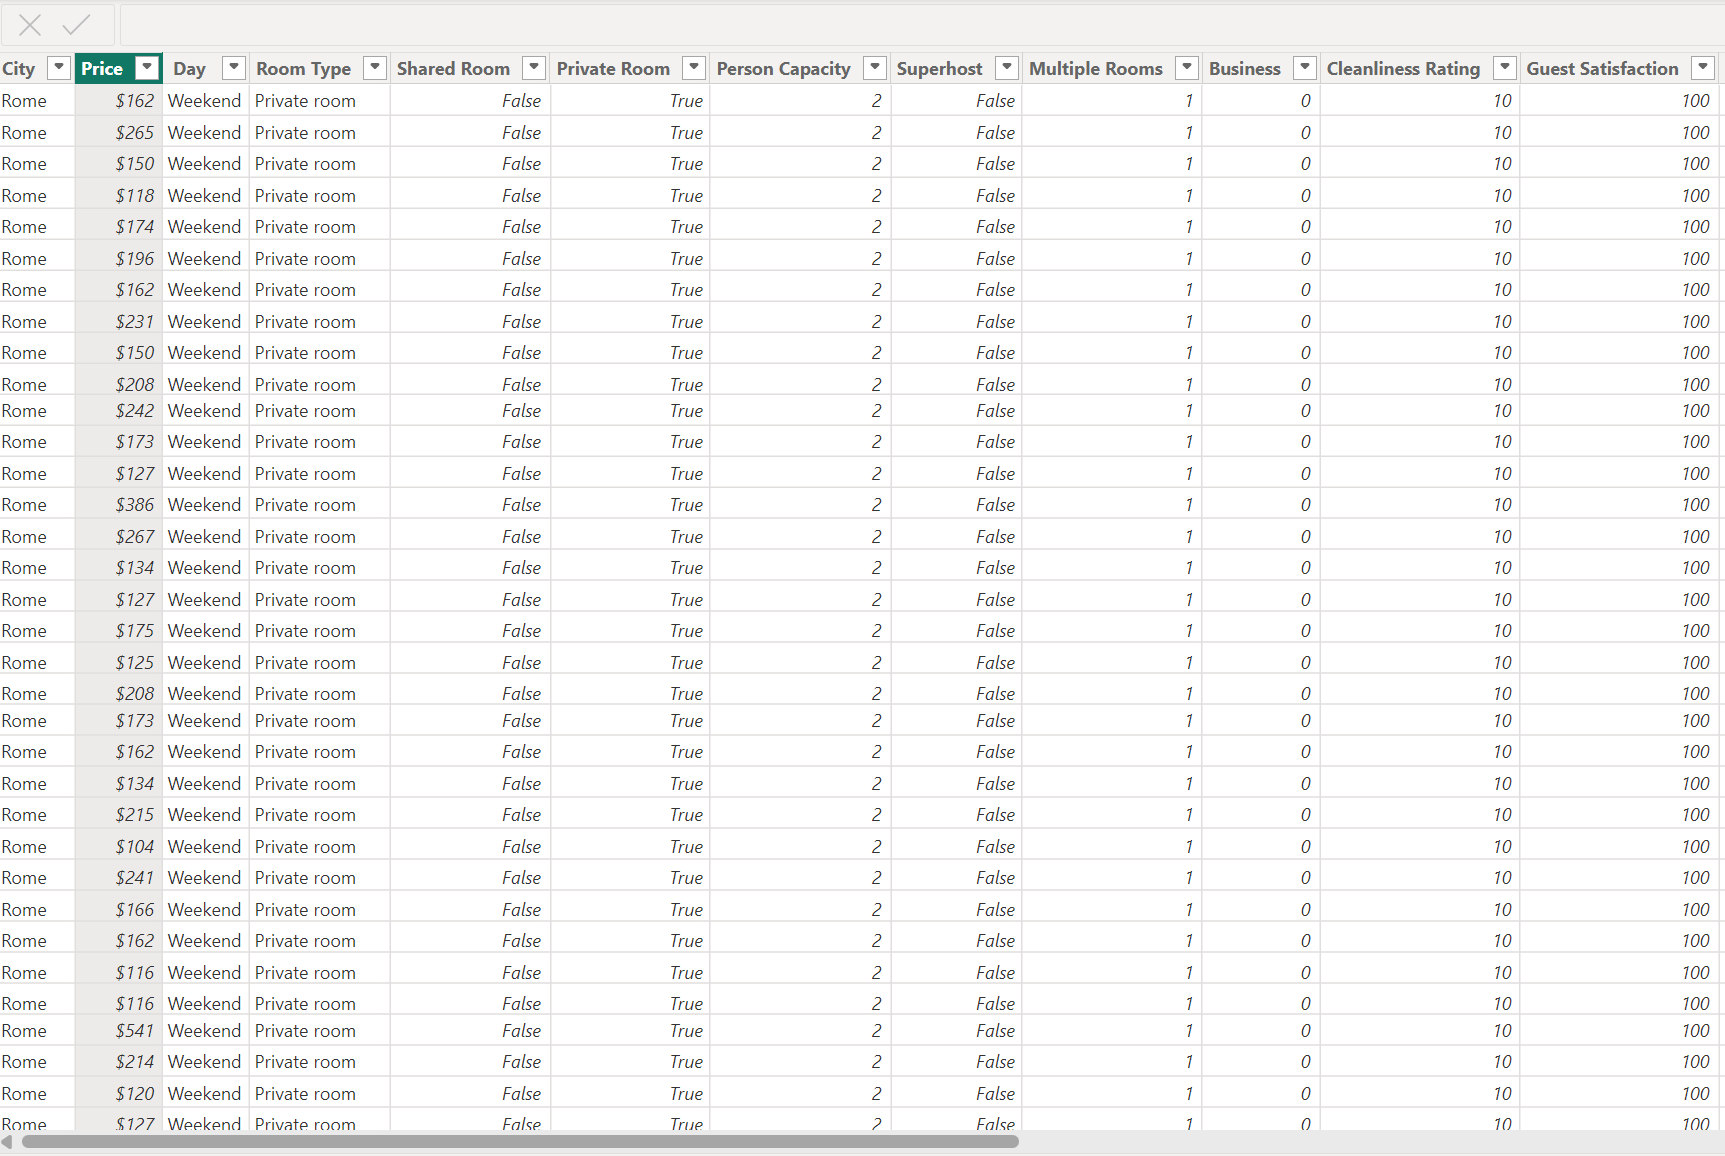 City Price Day Room Type Shared Room Private Room Person Capacity Superhost Multiple Rooms Business Cleanliness Rating Guest Satisfaction
Rome $162 Weekend Private room False True 2 False 1 0 10 100
Rome $265 Weekend Private room False True 2 False 1 0 10 100
Rome $150 Weekend Private room False True 2 False 1 0 10 100
Rome $118 Weekend Private room False True 2 False 1 0 10 100
Rome $174 Weekend Private room False True 2 False 1 0 10 100
Rome $196 Weekend Private room False True 2 False 1 0 10 100
Rome $162 Weekend Private room False True 2 False 1 0 10 100
Rome $231 Weekend Private room False True 2 False 1 0 10 100
Rome $150 Weekend Private room False True 2 False 1 0 10 100
Rome $208 Weekend Private room False True 2 False 1 0 10 100
Rome $242 Weekend Private room False True 2 False 1 0 10 100
Rome $173 Weekend Private room False True 2 False 1 0 10 100
Rome $127 Weekend Private room False True 2 False 1 0 10 100
Rome $386 Weekend Private room False True 2 False 1 0 10 100
Rome $267 Weekend Private room False True 2 False 1 0 10 100
Rome $134 Weekend Private room False True 2 False 1 0 10 100
Rome $127 Weekend Private room False True 2 False 1 0 10 100
Rome $175 Weekend Private room False True 2 False 1 0 10 100
Rome $125 Weekend Private room False True 2 False 1 0 10 100
Rome $208 Weekend Private room False True 2 False 1 0 10 100
Rome $173 Weekend Private room False True 2 False 1 0 10 100
Rome $162 Weekend Private room False True 2 False 1 0 10 100
Rome $134 Weekend Private room False True 2 False 1 0 10 100
Rome $215 Weekend Private room False True 2 False 1 0 10 100
Rome $104 Weekend Private room False True 2 False 1 0 10 100
Rome $241 Weekend Private room False True 2 False 1 0 10 100
Rome $166 Weekend Private room False True 2 False 1 0 10 100
Rome $162 Weekend Private room False True 2 False 1 0 10 100
Rome $116 Weekend Private room False True 2 False 1 0 10 100
Rome $116 Weekend Private room False True 2 False 1 0 10 100
Rome $541 Weekend Private room False True 2 False 1 0 10 100
Rome $214 Weekend Private room False True 2 False 1 0 10 100
Rome $120 Weekend Private room False True 2 False 1 0 10 100
Rome $127 Weekend Private room False True 2 False 1 0 10 100